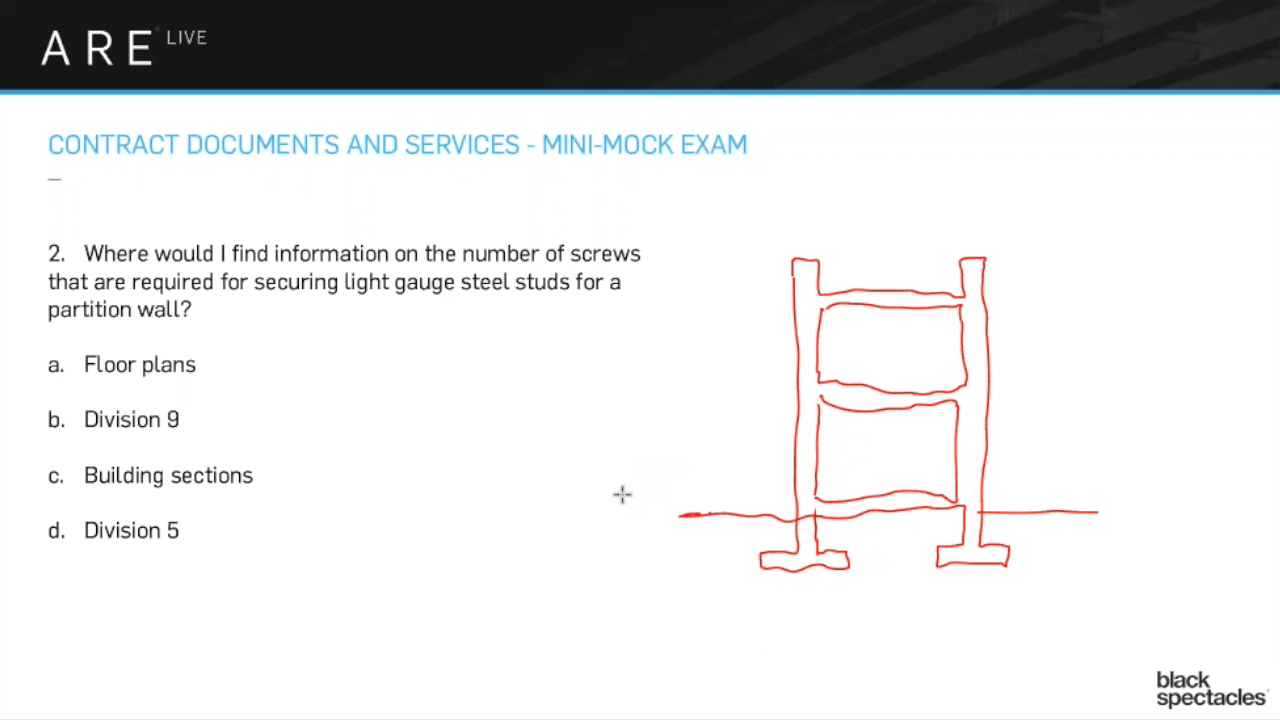 ARE LIVE
CONTRACT DOCUMENTS AND SERVICES - MINI-MOCK EXAM
–
2. Where would I find information on the number of screws
that are required for securing light gauge steel studs for a
partition wall?
a. Floor plans
b. Division 9
c. Building sections
d. Division 5
black
spectacles